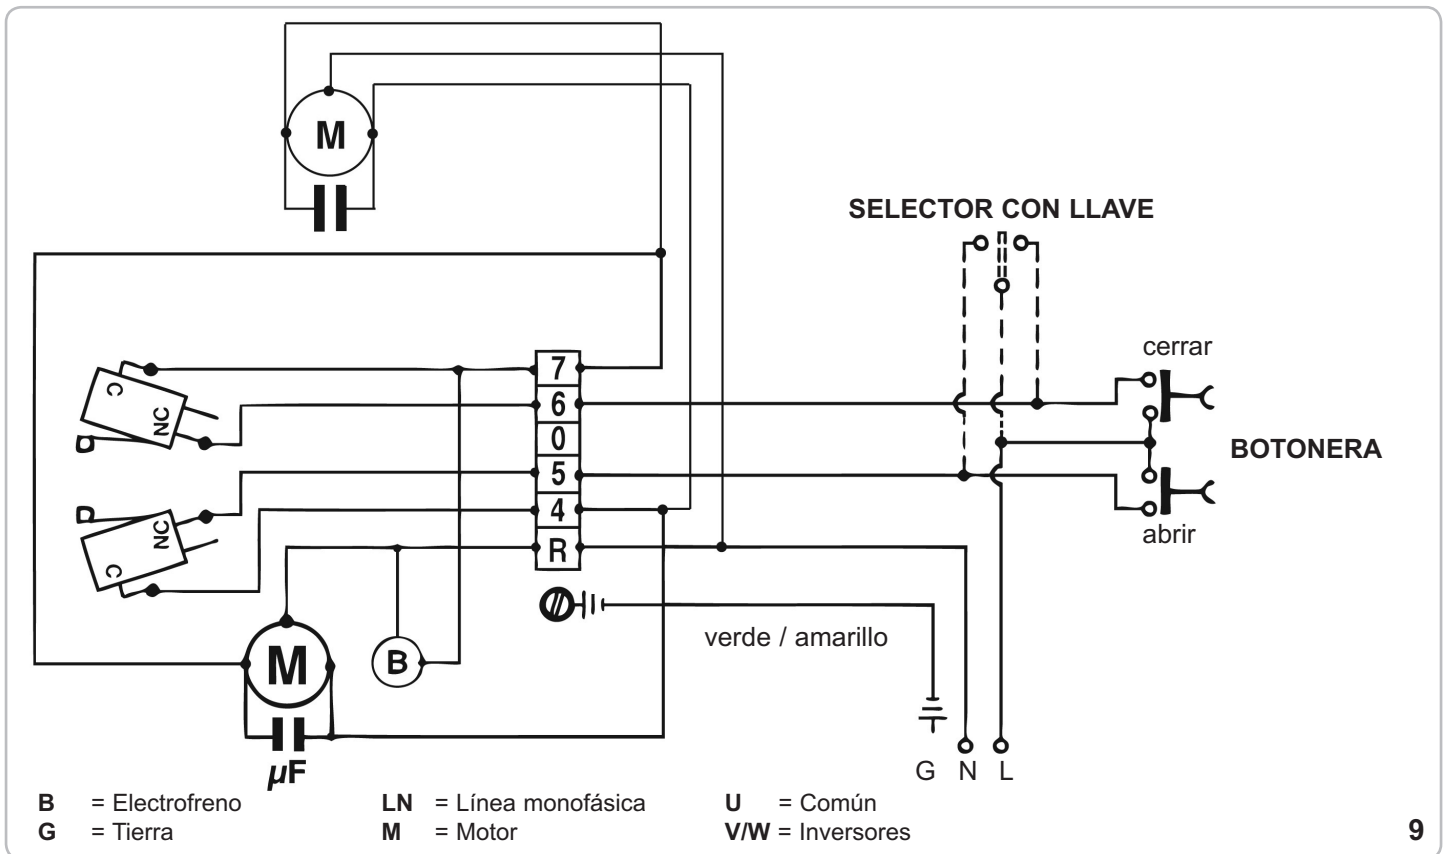 M
SELECTOR CON LLAVE
cerrar
C
NC
7
6
0
5
4
R
BOTONERA
NC
C
abrir
verde / amarillo
M
B
µF
G N L
B = Electrofreno
G = Tierra
LN = Línea monofásica
M = Motor
U = Común
V/W = Inversores
9